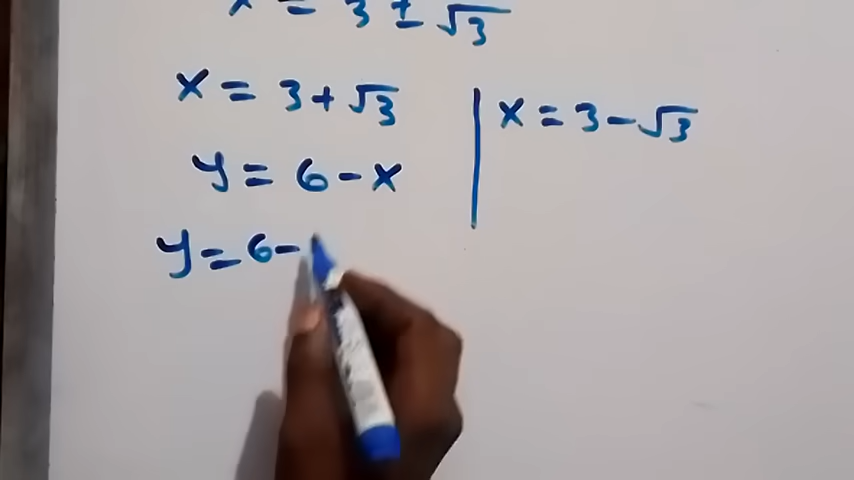 x = 3 ± √3
x = 3 + √3
x = 3 - √3
y = 6 - x
y = 6 -